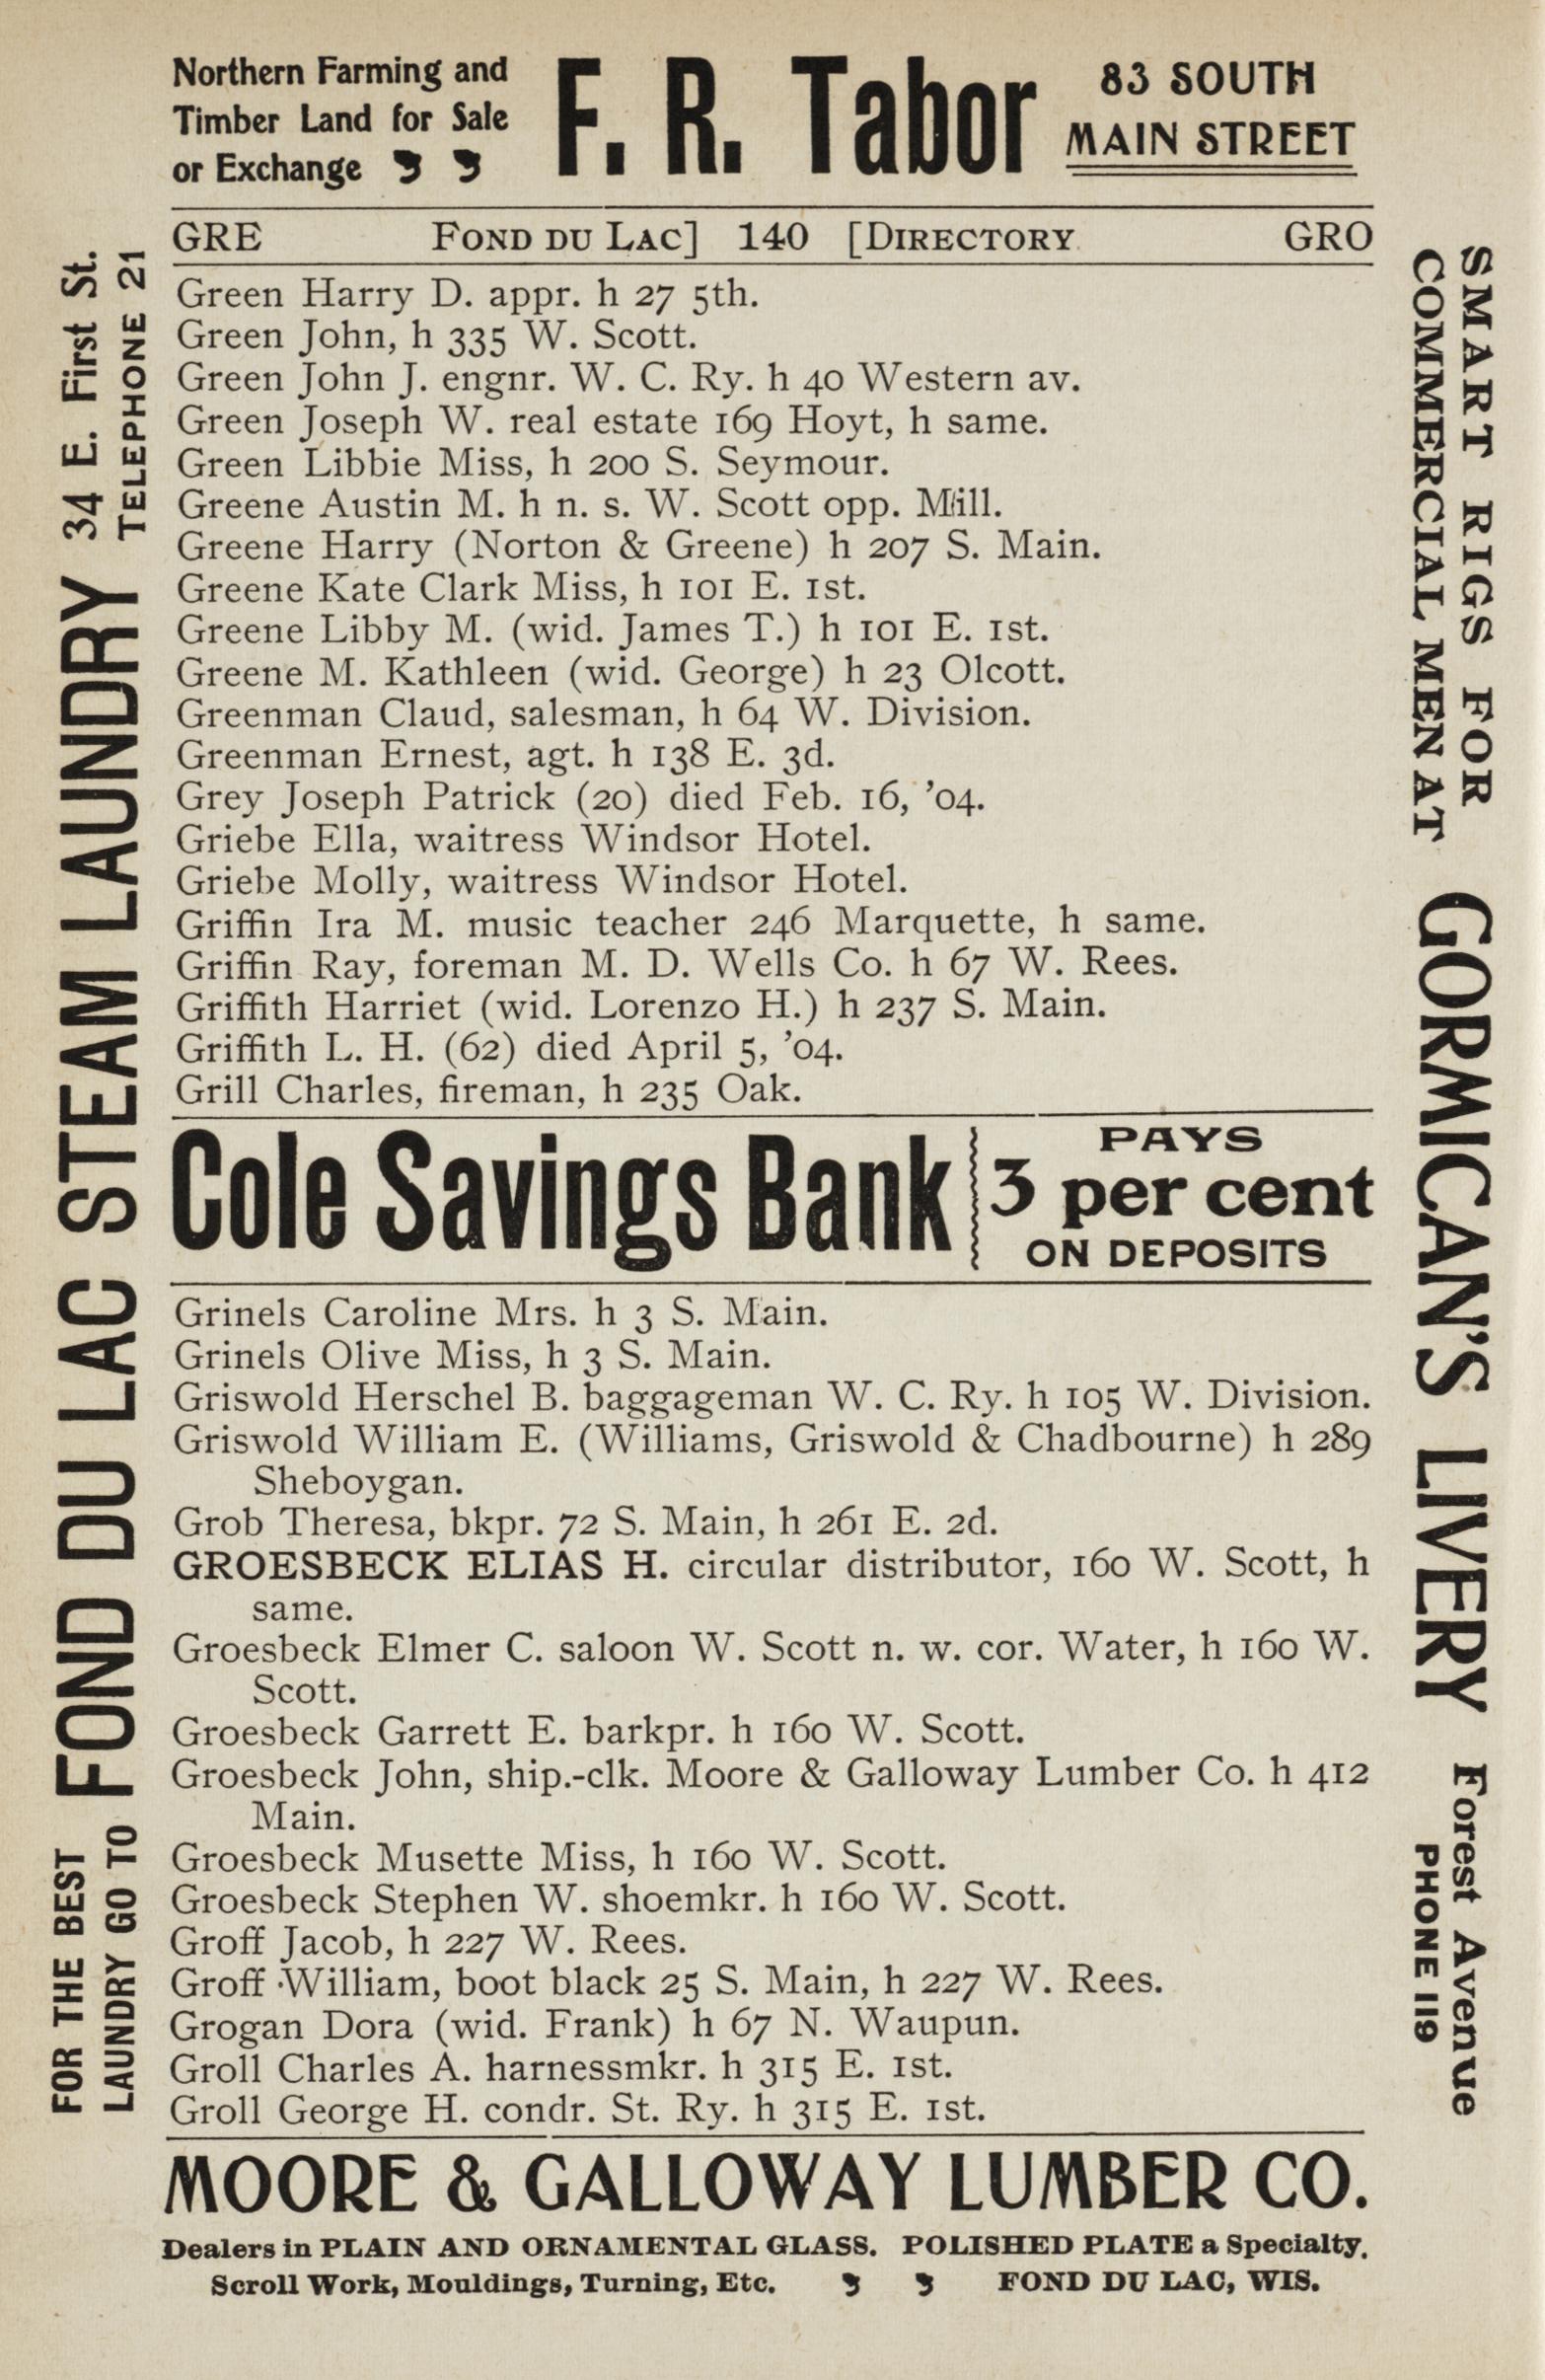 Northern Farming and
Timber Land for Sale
or Exchange
F. R. Tabor
83 SOUTH
MAIN STREET
GRE FOND DU LAC] 140 [DIRECTORY GRO
Green Harry D. appr. h 27 5th.
Green John, h 335 W. Scott.
Green John J. engnr. W. C. Ry. h 40 Western av.
Green Joseph W. real estate 169 Hoyt, h same.
Green Libbie Miss, h 200 S. Seymour.
Greene Austin M. h n. s. W. Scott opp. Mill.
Greene Harry (Norton & Greene) h 207 S. Main.
Greene Kate Clark Miss, h 101 E. 1st.
Greene Libby M. (wid. James T.) h 101 E. 1st.
Greene M. Kathleen (wid. George) h 23 Olcott.
Greenman Claud, salesman, h 64 W. Division.
Greenman Ernest, agt. h 138 E. 3d.
Grey Joseph Patrick (20) died Feb. 16, ’04.
Griebe Ella, waitress Windsor Hotel.
Griebe Molly, waitress Windsor Hotel.
Griffin Ira M. music teacher 246 Marquette, h same.
Griffin Ray, foreman M. D. Wells Co. h 67 W. Rees.
Griffith Harriet (wid. Lorenzo H.) h 237 S. Main.
Griffith L. H. (62) died April 5, ’04.
Grill Charles, fireman, h 235 Oak.
Cole Savings Bank
PAYS
3 per cent
ON DEPOSITS
Grinels Caroline Mrs. h 3 S. Main.
Grinels Olive Miss, h 3 S. Main.
Griswold Herschel B. baggageman W. C. Ry. h 105 W. Division.
Griswold William E. (Williams, Griswold & Chadbourne) h 289
Sheboygan.
Grob Theresa, bkpr. 72 S. Main, h 261 E. 2d.
GROESBECK ELIAS H. circular distributor, 160 W. Scott, h
same.
Groesbeck Elmer C. saloon W. Scott n. w. cor. Water, h 160 W.
Scott.
Groesbeck Garrett E. barkpr. h 160 W. Scott.
Groesbeck John, ship.-clk. Moore & Galloway Lumber Co. h 412
Main.
Groesbeck Musette Miss, h 160 W. Scott.
Groesbeck Stephen W. shoemkr. h 160 W. Scott.
Groff Jacob, h 227 W. Rees.
Groff William, boot black 25 S. Main, h 227 W. Rees.
Grogan Dora (wid. Frank) h 67 N. Waupun.
Groll Charles A. harnessmkr. h 315 E. 1st.
Groll George H. condr. St. Ry. h 315 E. 1st.
MOORE & GALLOWAY LUMBER CO.
Dealers in PLAIN AND ORNAMENTAL GLASS. POLISHED PLATE a Specialty.
Scroll Work, Mouldings, Turning, Etc. FOND DU LAC, WIS.
FOR THE BEST
LAUNDRY GO TO
FOND DU LAC STEAM LAUNDRY
34 E. First St.
TELEPHONE 21
SMART RIGS FOR
COMMERCIAL MEN AT
GORMICAN'S LIVERY
Forest Avenue
PHONE 119